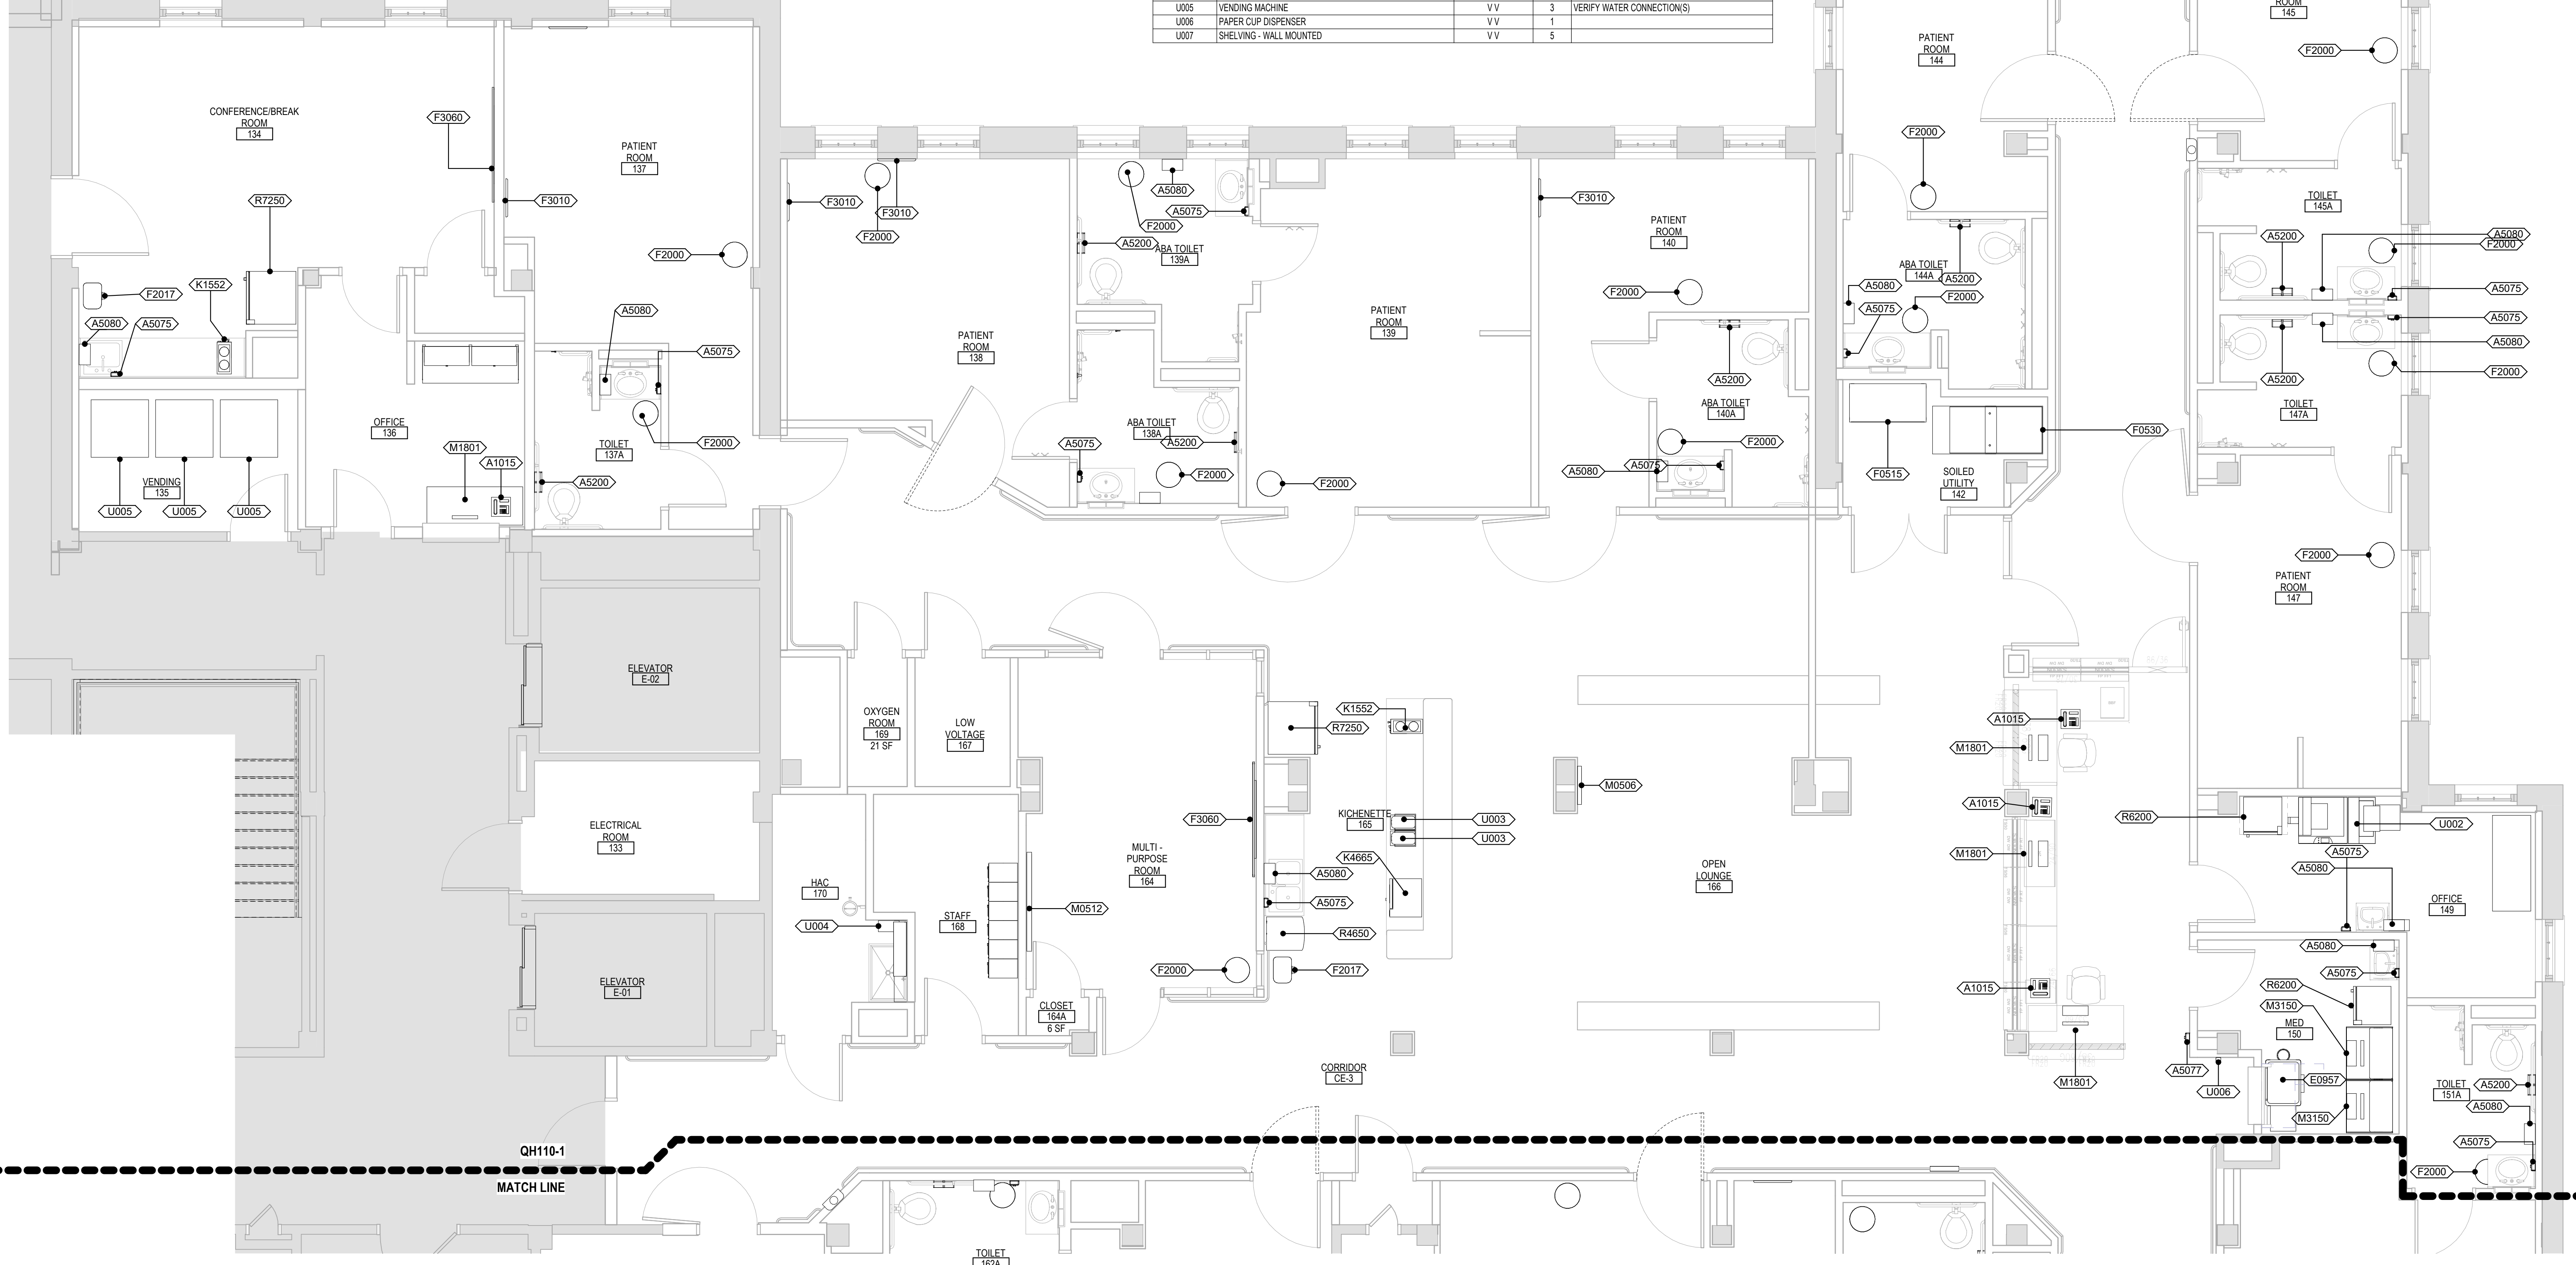 U005 VENDING MACHINE V V 3 VERIFY WATER CONNECTION(S)
U006 PAPER CUP DISPENSER V V 1
U007 SHELVING - WALL MOUNTED V V 5
ROOM
145
F2000
PATIENT
ROOM
144
F2000
CONFERENCE/BREAK
ROOM
134
F3060
R7250
F2017
K1552
A5080
A5075
PATIENT
ROOM
137
F3010
F2000
A5080
A5075
F2000
TOILET
137A
A5200
OFFICE
136
M1801
A1015
VENDING
135
U005
U005
U005
F3010
F3010
F2000
PATIENT
ROOM
138
A5080
A5075
F2000
A5200
ABA TOILET
139A
ABA TOILET
138A
A5075
A5200
F2000
PATIENT
ROOM
139
F2000
F3010
PATIENT
ROOM
140
F2000
A5200
ABA TOILET
140A
F2000
A5080
A5075
ABA TOILET
144A
A5200
A5080
F2000
A5075
F0515
F0530
SOILED
UTILITY
142
TOILET
145A
A5200
A5080
F2000
A5075
A5075
A5080
A5200
F2000
TOILET
147A
F2000
PATIENT
ROOM
147
ELEVATOR
E-02
ELECTRICAL
ROOM
133
ELEVATOR
E-01
OXYGEN
ROOM
169
21 SF
LOW
VOLTAGE
167
HAC
170
U004
STAFF
168
MULTI -
PURPOSE
ROOM
164
F3060
M0512
F2000
CLOSET
164A
6 SF
K1552
R7250
KICHENETTE
165
U003
U003
K4665
A5080
A5075
R4650
F2017
M0506
OPEN
LOUNGE
166
A1015
M1801
A1015
M1801
A1015
M1801
R6200
U002
A5075
A5080
OFFICE
149
A5080
A5075
R6200
M3150
MED
150
A5077
U006
E0957
M3150
TOILET
151A
A5200
A5080
A5075
F2000
CORRIDOR
CE-3
QH110-1
MATCH LINE
TOILET
162A